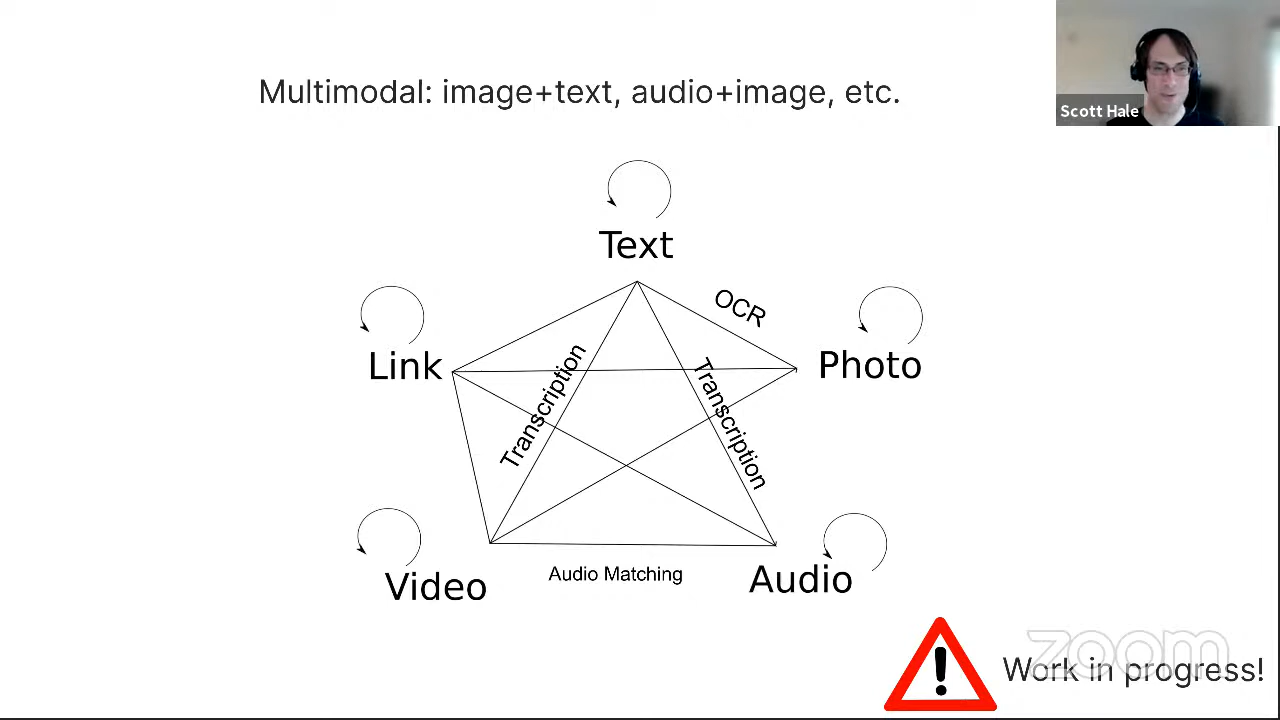 Multimodal: image+text, audio+image, etc.
Scott Hale
Text
OCR
Link
Photo
Transcription
Transcription
Video
Audio Matching
Audio
zoom
Work in progress!